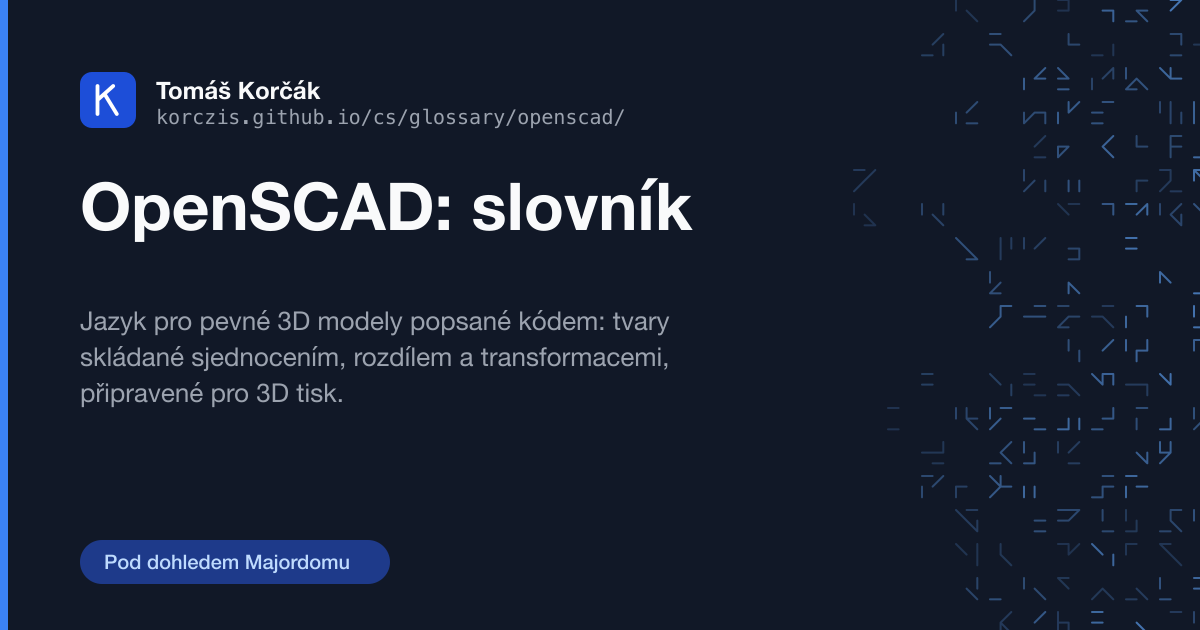 Tomáš Korčák
korczis.github.io/cs/glossary/openscad/
OpenSCAD: slovník
Jazyk pro pevné 3D modely popsané kódem: tvary
skládané sjednocením, rozdílem a transformacemi,
připravené pro 3D tisk.
Pod dohledem Majordomu